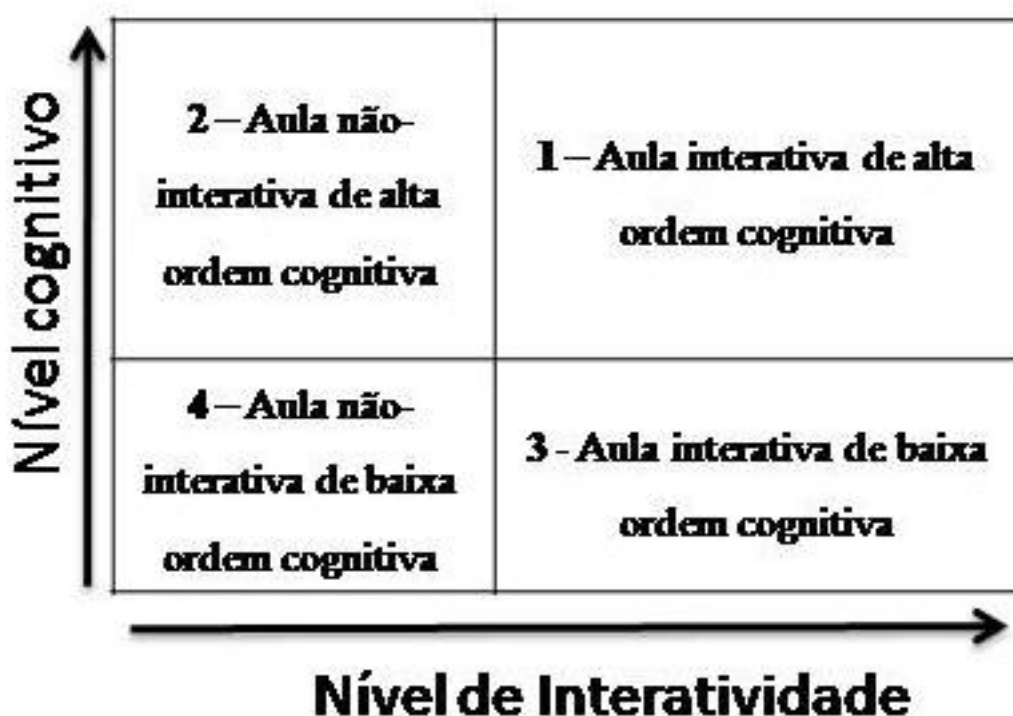 Nível cognitivo
2 – Aula não-
interativa de alta
ordem cognitiva
1 – Aula interativa de alta
ordem cognitiva
4 – Aula não-
interativa de baixa
ordem cognitiva
3 - Aula interativa de baixa
ordem cognitiva
Nível de Interatividade